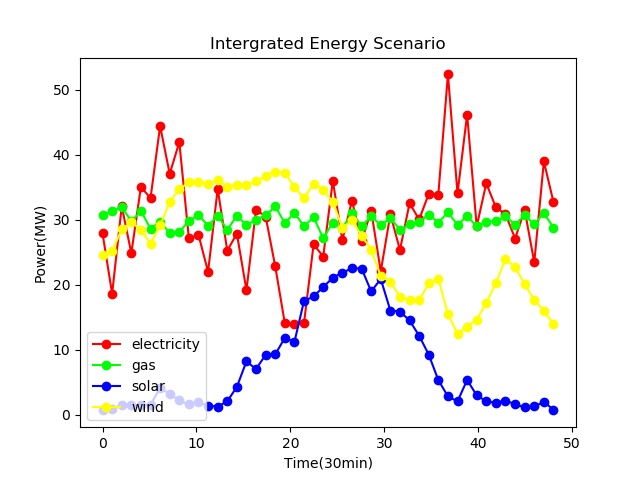 Intergrated Energy Scenario
Power(MW)
50
40
30
20
10
0
electricity
gas
solar
wind
0 10 20 30 40 50
Time(30min)